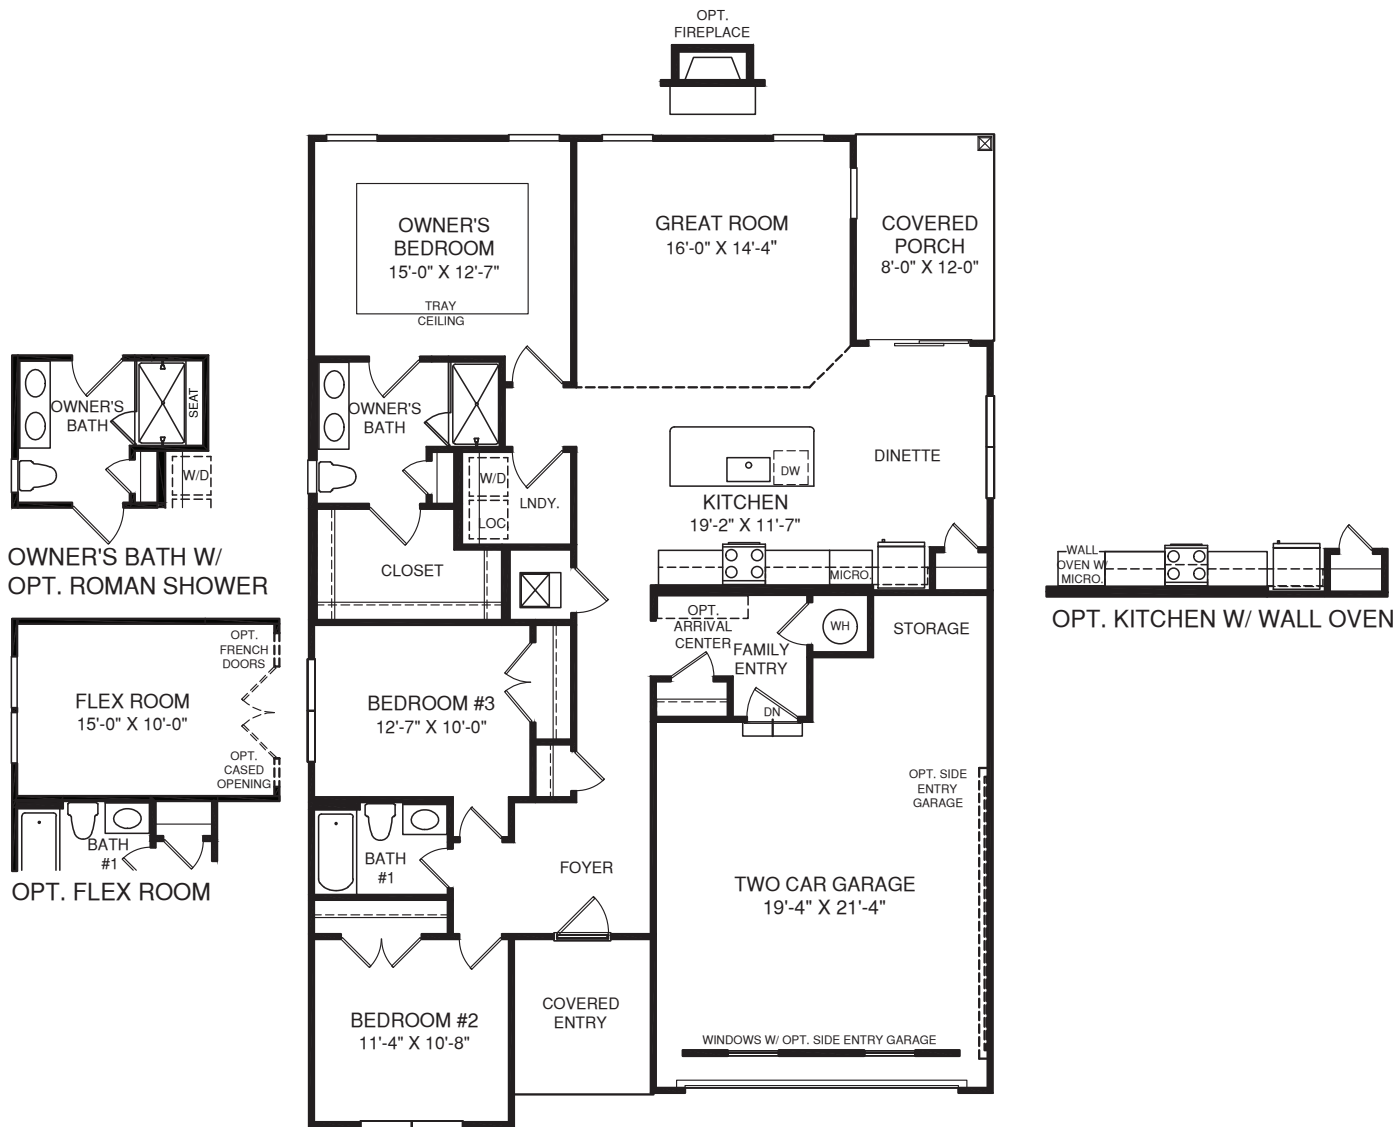 OPT.
FIREPLACE
OWNER'S
BEDROOM
15'-0" X 12'-7"
TRAY
CEILING
GREAT ROOM
16'-0" X 14'-4"
COVERED
PORCH
8'-0" X 12-0"
OWNER'S
BATH
SEAT
W/D
OWNER'S BATH W/
OPT. ROMAN SHOWER
OWNER'S
BATH
W/D
LOC
LNDY.
CLOSET
DW
KITCHEN
19'-2" X 11'-7"
DINETTE
MICRO.
WALL
OVEN W/
MICRO.
OPT. KITCHEN W/ WALL OVEN
OPT.
ARRIVAL
CENTER
FAMILY
ENTRY
WH
STORAGE
DN
OPT.
FRENCH
DOORS
FLEX ROOM
15'-0" X 10'-0"
OPT.
CASED
OPENING
BATH
#1
OPT. FLEX ROOM
BEDROOM #3
12'-7" X 10'-0"
BATH
#1
FOYER
OPT. SIDE
ENTRY
GARAGE
TWO CAR GARAGE
19'-4" X 21'-4"
COVERED
ENTRY
BEDROOM #2
11'-4" X 10'-8"
WINDOWS W/ OPT. SIDE ENTRY GARAGE